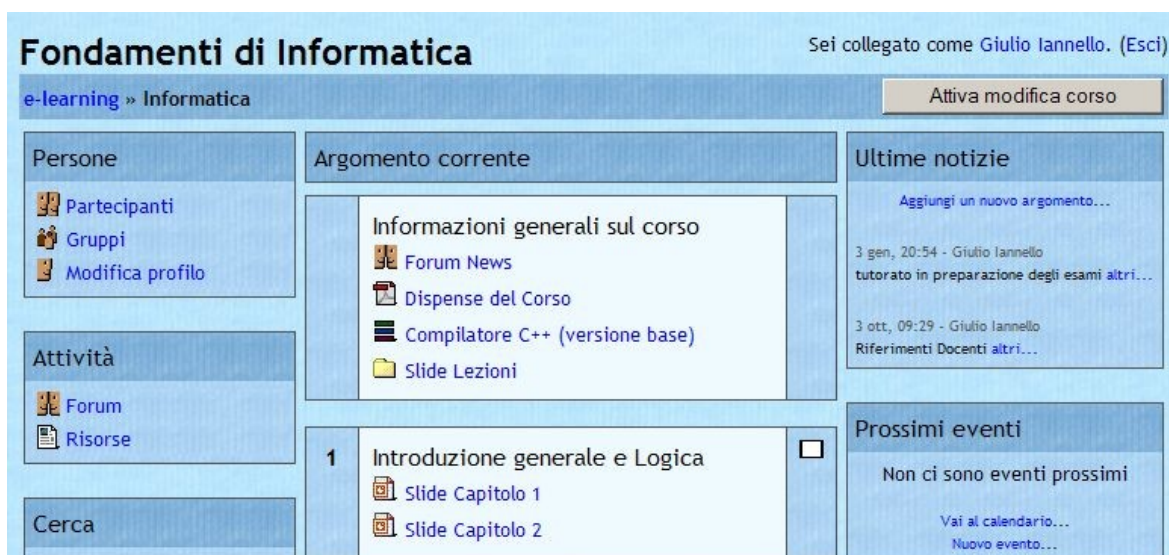 Fondamenti di Informatica
Sei collegato come Giulio Iannello. (Esci)
e-learning » Informatica
Attiva modifica corso
Persone
Partecipanti
Gruppi
Modifica profilo
Attività
Forum
Risorse
Cerca
Argomento corrente
Informazioni generali sul corso
Forum News
Dispense del Corso
Compilatore C++ (versione base)
Slide Lezioni
1 Introduzione generale e Logica
Slide Capitolo 1
Slide Capitolo 2
Ultime notizie
Aggiungi un nuovo argomento...
3 gen, 20:54 - Giulio Iannello
tutorato in preparazione degli esami altri...
3 ott, 09:29 - Giulio Iannello
Riferimenti Docenti altri...
Prossimi eventi
Non ci sono eventi prossimi
Vai al calendario...
Nuovo evento...